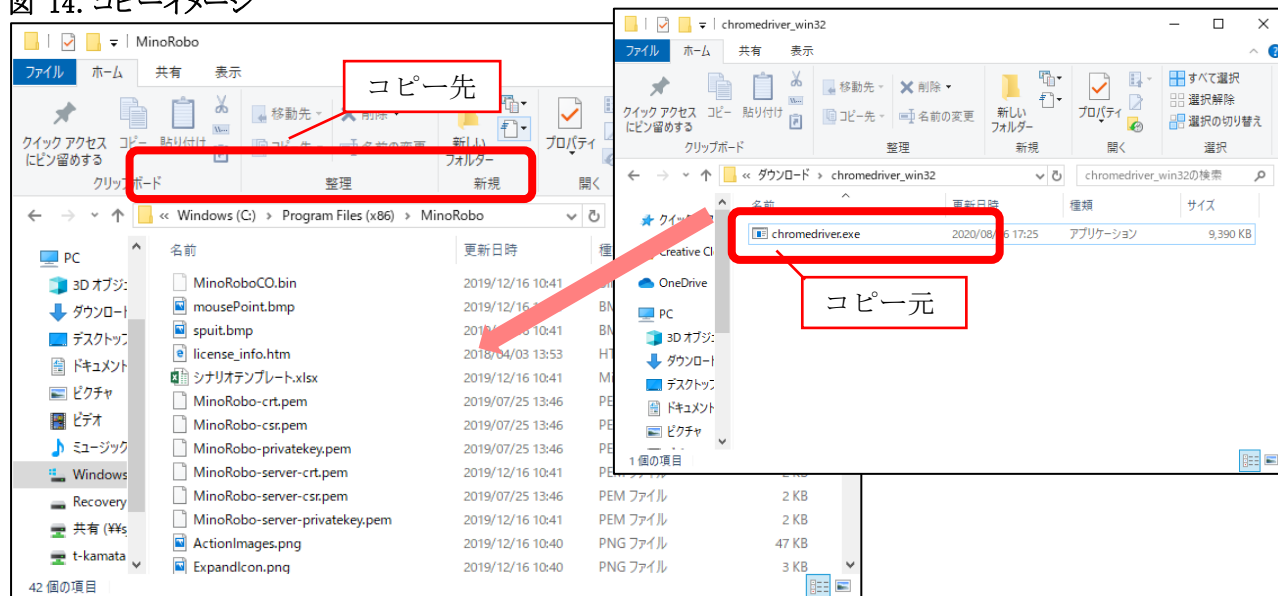 図 14. コピーイメージ
MinoRobo
ファイル ホーム 共有 表示
コピー先
クイック アクセス
にピン留めする
コピー 貼り付け
移動先 削除
名前の変更
新しい
フォルダー
プロパティ
クリップボード 整理 新規 開く
« Windows (C:) › Program Files (x86) › MinoRobo
名前 更新日時
PC
3D オブジェ
ダウンロード
デスクトップ
ドキュメント
ピクチャ
ビデオ
ミュージック
Windows
Recovery
共有 (¥¥s
t-kamata
MinoRoboCO.bin 2019/12/16 10:41
mousePoint.bmp 2019/12/16
spuit.bmp 10:41
license_info.htm 2018/04/03 13:53
シナリオテンプレート.xlsx 2019/12/16 10:41
MinoRobo-crt.pem 2019/07/25 13:46
MinoRobo-csr.pem 2019/07/25 13:46
MinoRobo-privatekey.pem 2019/07/25 13:46
MinoRobo-server-crt.pem 2019/12/16 10:41
MinoRobo-server-csr.pem 2019/07/25 13:46 PEM ファイル 2 KB
MinoRobo-server-privatekey.pem 2019/12/16 10:41 PEM ファイル 2 KB
ActionImages.png 2019/12/16 10:40 PNG ファイル 47 KB
ExpandIcon.png 2019/12/16 10:40 PNG ファイル 3 KB
42 個の項目
chromedriver_win32
ファイル ホーム 共有 表示
クイック アクセス
にピン留めする
コピー 貼り付け
移動先 削除
コピー先 名前の変更
新しい
フォルダー
プロパティ
すべて選択
選択解除
選択の切り替え
クリップボード 整理 新規 開く 選択
« ダウンロード › chromedriver_win32
chromedriver_win32の検索
名前 更新日時 種類 サイズ
chromedriver.exe 2020/08/ 6 17:25 アプリケーション 9,390 KB
コピー元
Creative Cl
OneDrive
PC
3D オブジェ
ダウンロード
デスクトップ
ドキュメント
ピクチャ
1 個の項目